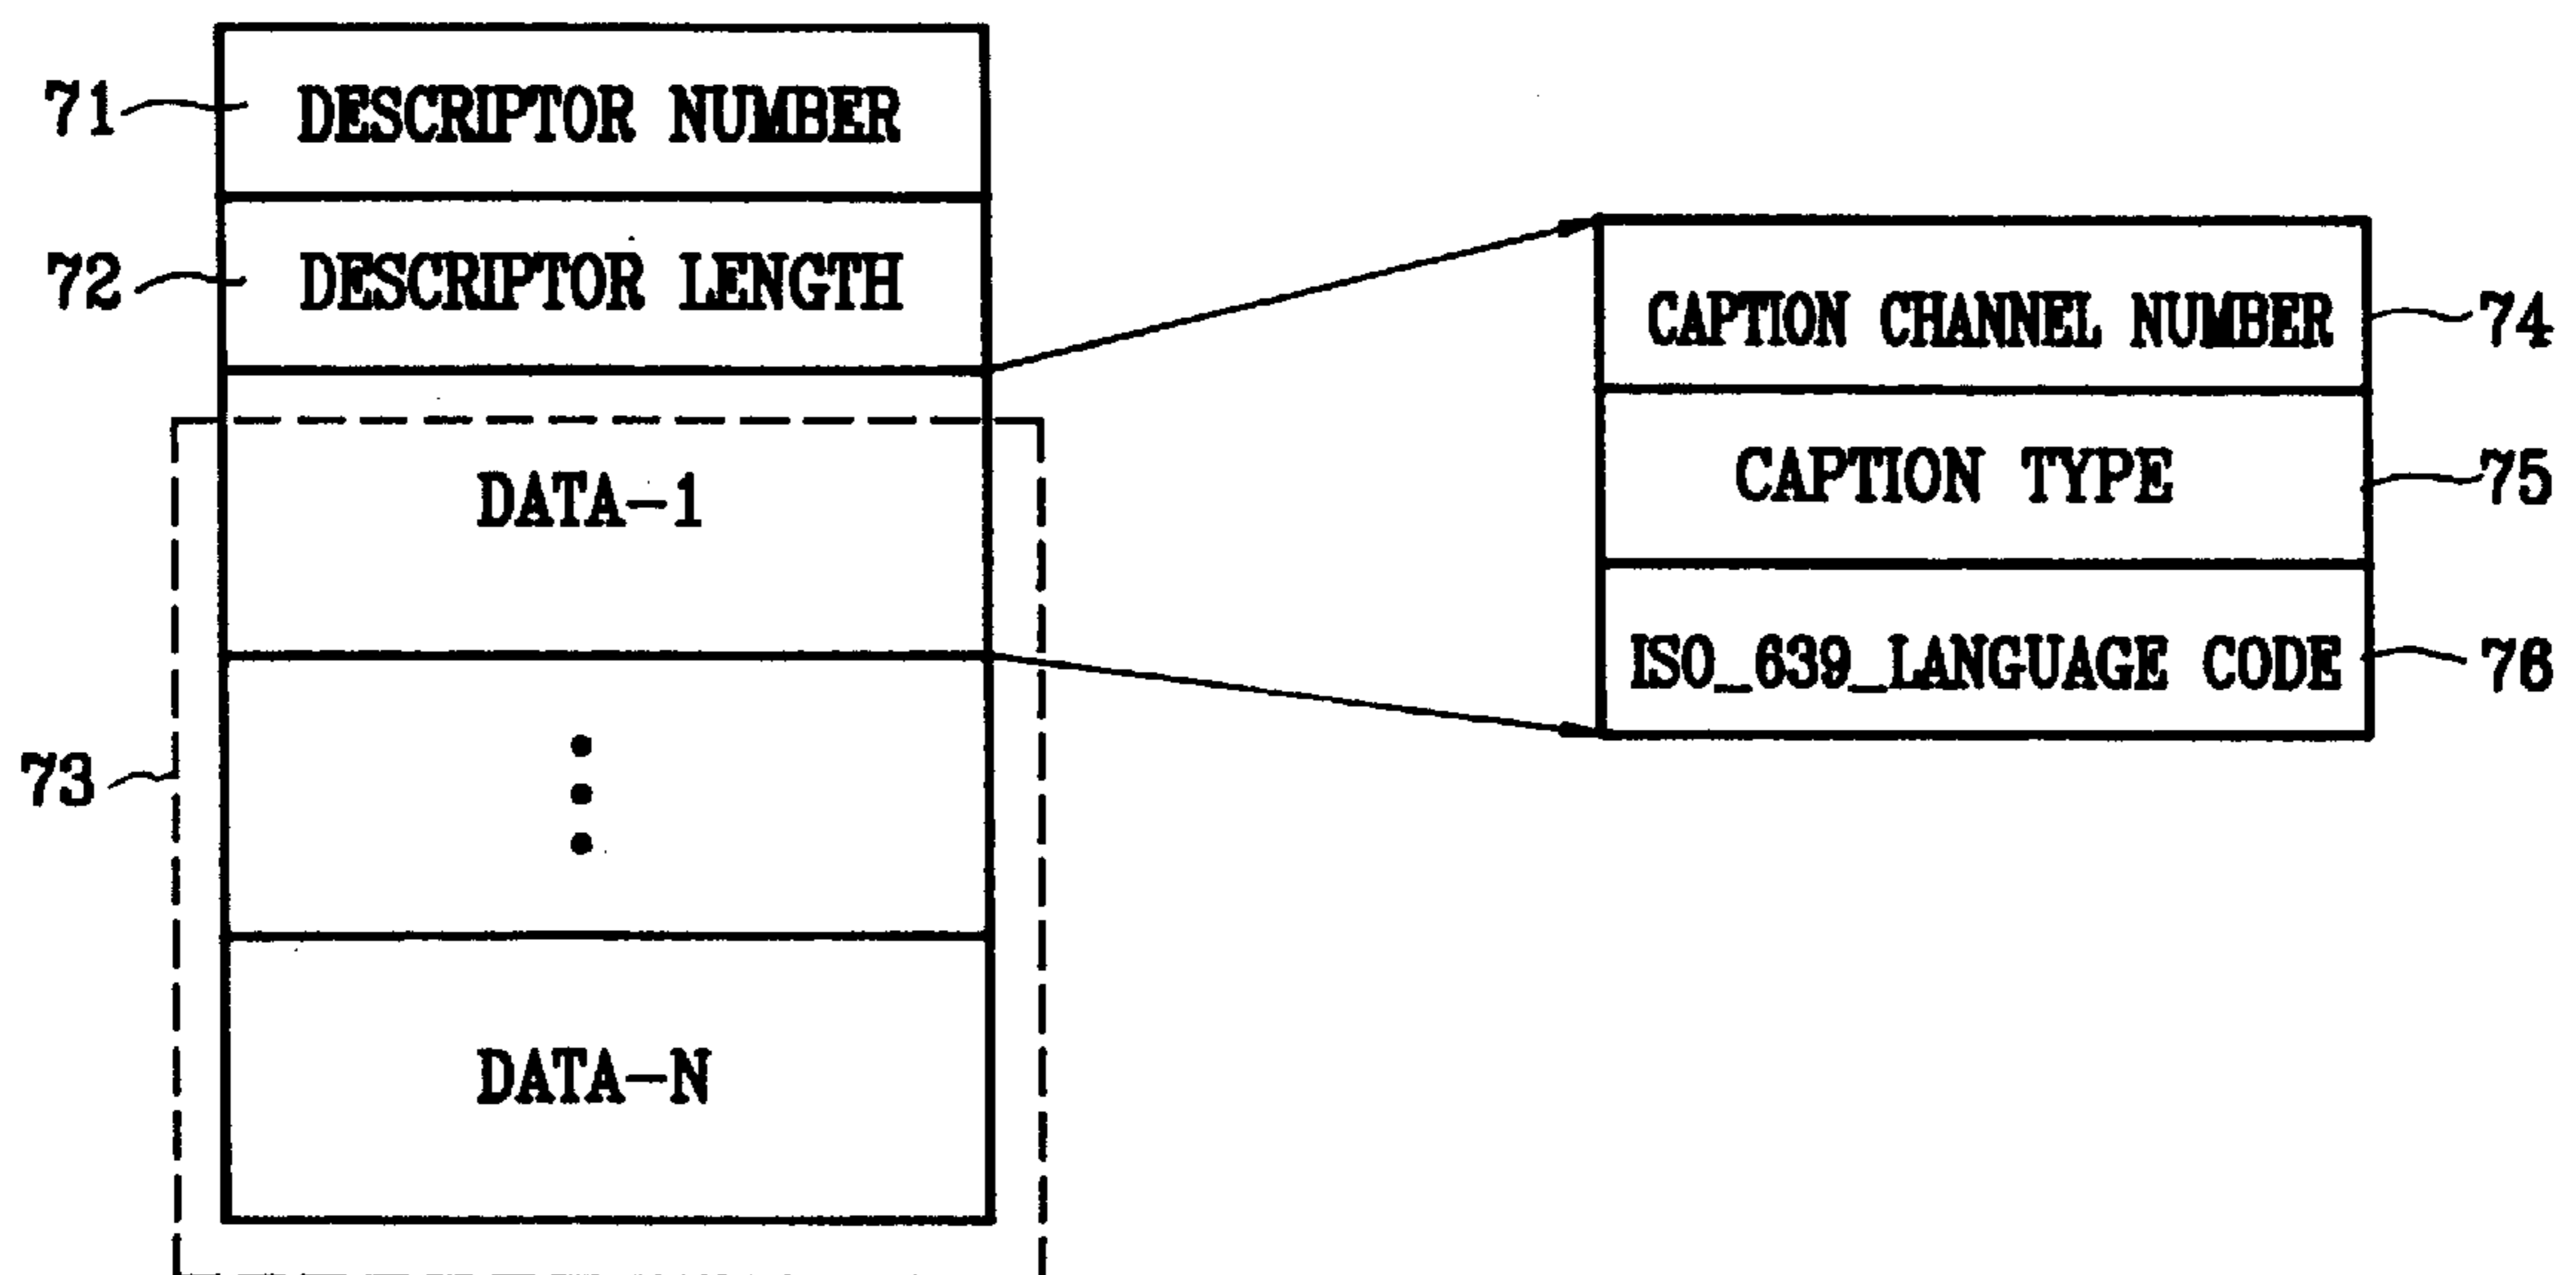 71 DESCRIPTOR NUMBER
72 DESCRIPTOR LENGTH
73
DATA-1
DATA-N
CAPTION CHANNEL NUMBER 74
CAPTION TYPE 75
ISO_639_LANGUAGE CODE 76